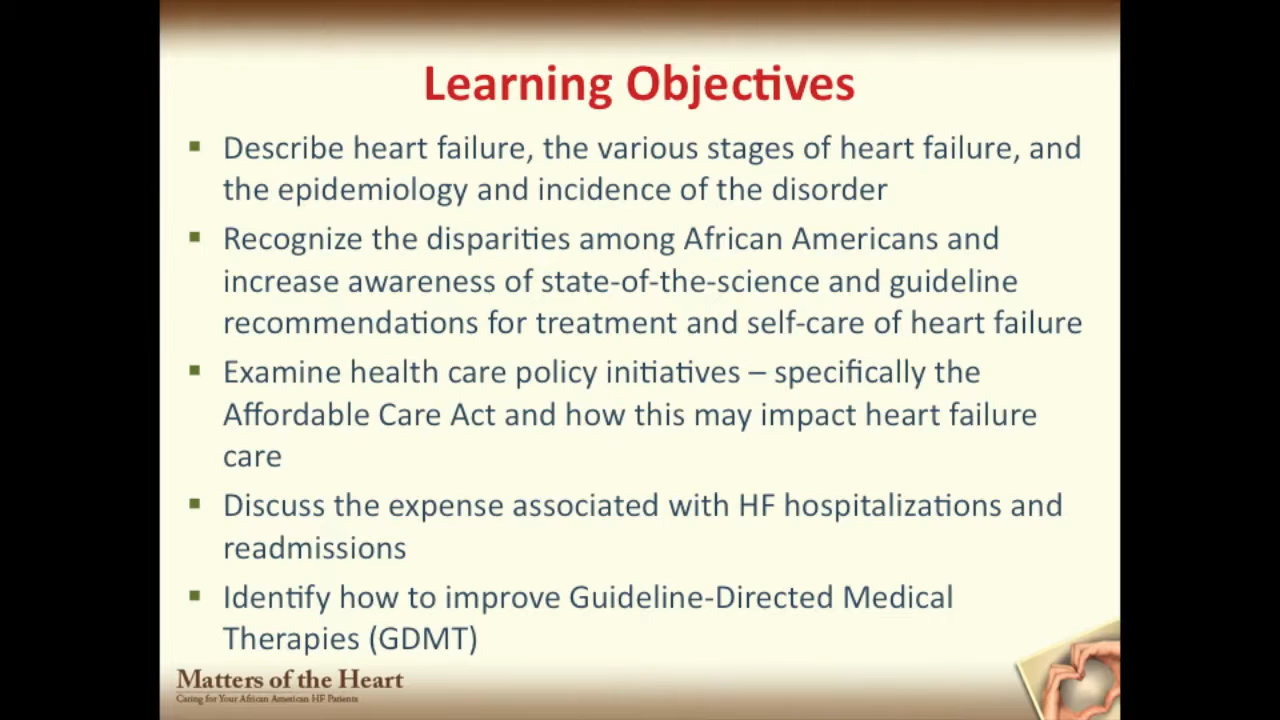 Learning Objectives
▪ Describe heart failure, the various stages of heart failure, and
the epidemiology and incidence of the disorder
▪ Recognize the disparities among African Americans and
increase awareness of state-of-the-science and guideline
recommendations for treatment and self-care of heart failure
▪ Examine health care policy initiatives – specifically the
Affordable Care Act and how this may impact heart failure
care
▪ Discuss the expense associated with HF hospitalizations and
readmissions
▪ Identify how to improve Guideline-Directed Medical
Therapies (GDMT)
Matters of the Heart
Caring for Your African American HF Patients